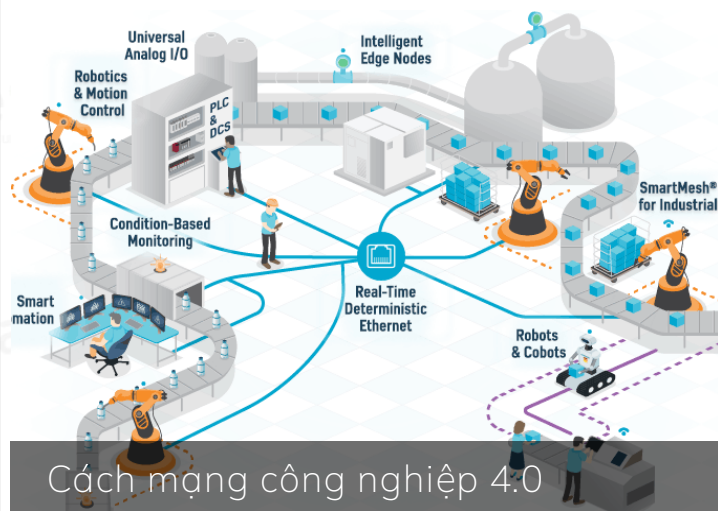 Universal
Analog I/O
Intelligent
Edge Nodes
Robotics
& Motion
Control
PLC
&
DCS
SmartMesh®
for Industrial
Condition-Based
Monitoring
Real-Time
Deterministic
Ethernet
Smart
omation
Robots
& Cobots
Cách mạng công nghiệp 4.0